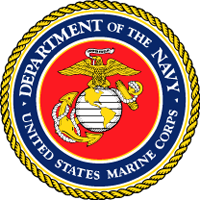 DEPARTMENT OF THE NAVY
UNITED STATES MARINE CORPS